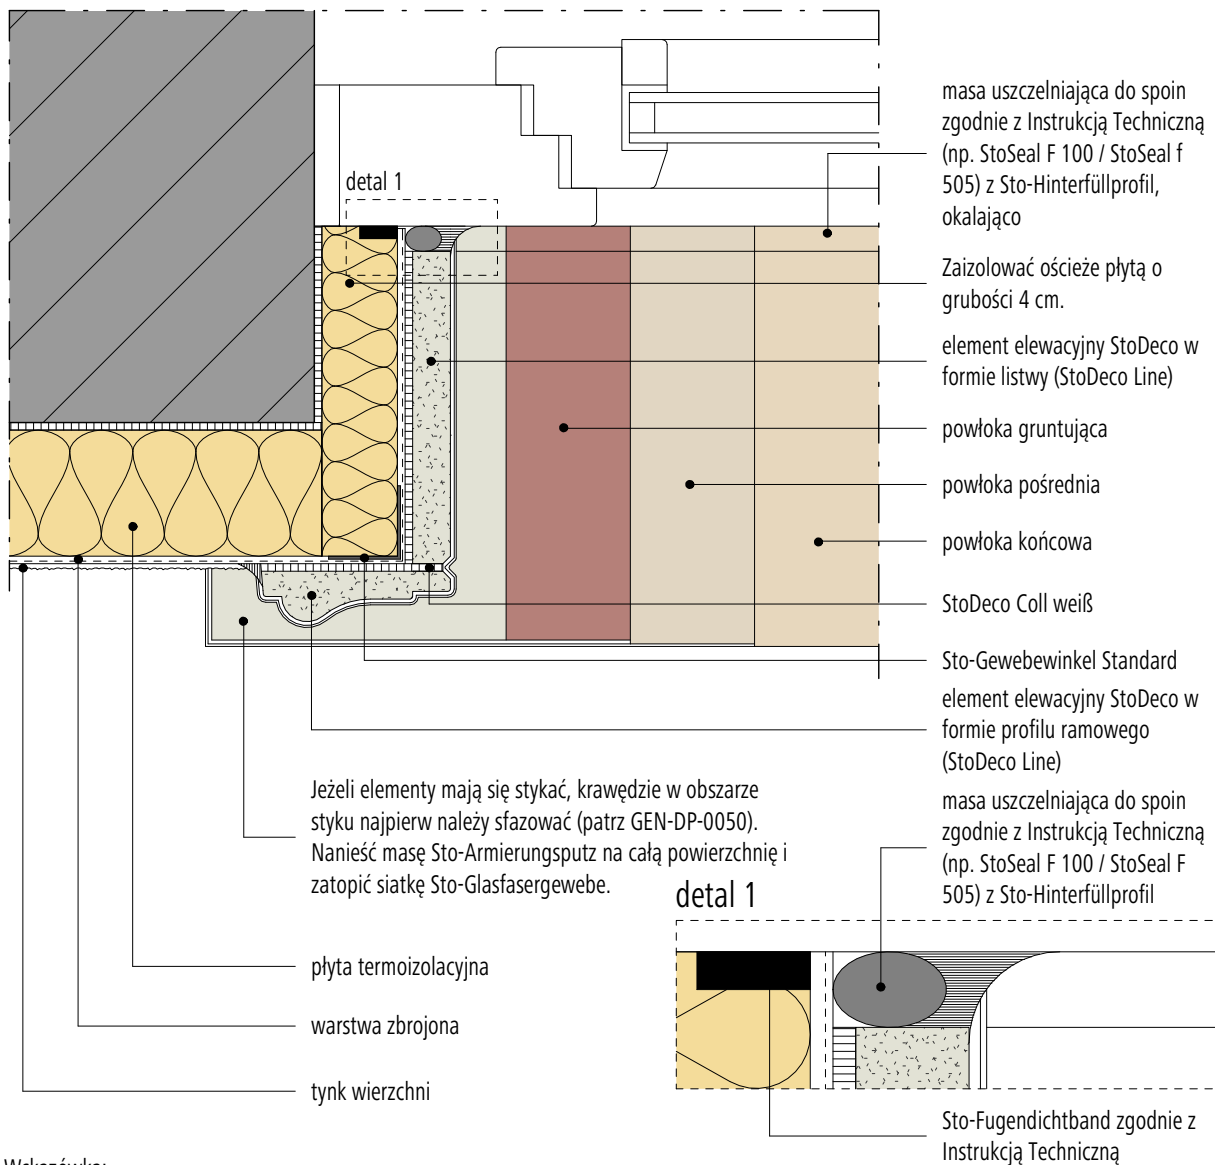 masa uszczelniająca do spoin
zgodnie z Instrukcją Techniczną
(np. StoSeal F 100 / StoSeal f
505) z Sto-Hinterfüllprofil,
okalająco
detal 1
Zaizolować ościeże płytą o
grubości 4 cm.
element elewacyjny StoDeco w
formie listwy (StoDeco Line)
powłoka gruntująca
powłoka pośrednia
powłoka końcowa
StoDeco Coll weiß
Sto-Gewebewinkel Standard
element elewacyjny StoDeco w
formie profilu ramowego
(StoDeco Line)
Jeżeli elementy mają się stykać, krawędzie w obszarze
styku najpierw należy sfazować (patrz GEN-DP-0050).
Nanieść masę Sto-Armierungsputz na całą powierzchnię i
zatopić siatkę Sto-Glasfasergewebe.
masa uszczelniająca do spoin
zgodnie z Instrukcją Techniczną
(np. StoSeal F 100 / StoSeal F
505) z Sto-Hinterfüllprofil
detal 1
płyta termoizolacyjna
warstwa zbrojona
tynk wierzchni
Sto-Fugendichtband zgodnie z
Instrukcją Techniczną
Wskazówka: